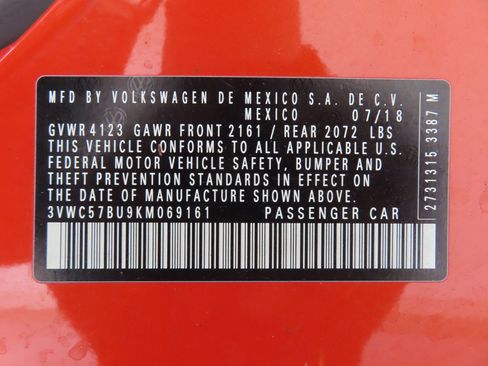 MFD BY VOLKSWAGEN DE MEXICO S.A. DE C.V.
MEXICO 07/18
GVWR 4123 GAWR FRONT 2161 / REAR 2072 LBS
THIS VEHICLE CONFORMS TO ALL APPLICABLE U.S.
FEDERAL MOTOR VEHICLE SAFETY, BUMPER AND
THEFT PREVENTION STANDARDS IN EFFECT ON
THE DATE OF MANUFACTURE SHOWN ABOVE.
3VWC57BU9KM069161 PASSENGER CAR
2731315 3387 M